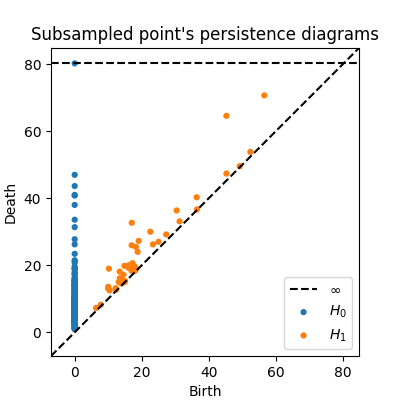 Subsampled point's persistence diagrams
80
60
40
20
0
Death
∞
H₀
H₁
0 20 40 60 80
Birth